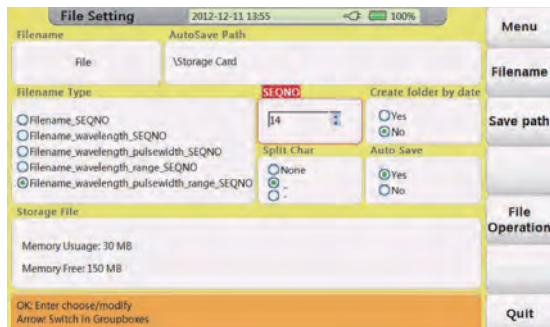 File Setting 2012-12-11 13:55 100%
Filename AutoSave Path
File \Storage Card
Filename Type SEQNO Create folder by date
Filename_SEQNO
Filename_wavelength_SEQNO
Filename_wavelength_pulsewidth_SEQNO
Filename_wavelength_range_SEQNO
Filename_wavelength_pulsewidth_range_SEQNO
14
Yes
No
Split Char Auto Save
None
_
-
Yes
No
Storage File
Memory Usuage: 30 MB
Memory Free: 150 MB
OK: Enter choose/modify
Arrow: Switch in Groupboxes
Menu
Filename
Save path
File
Operation
Quit